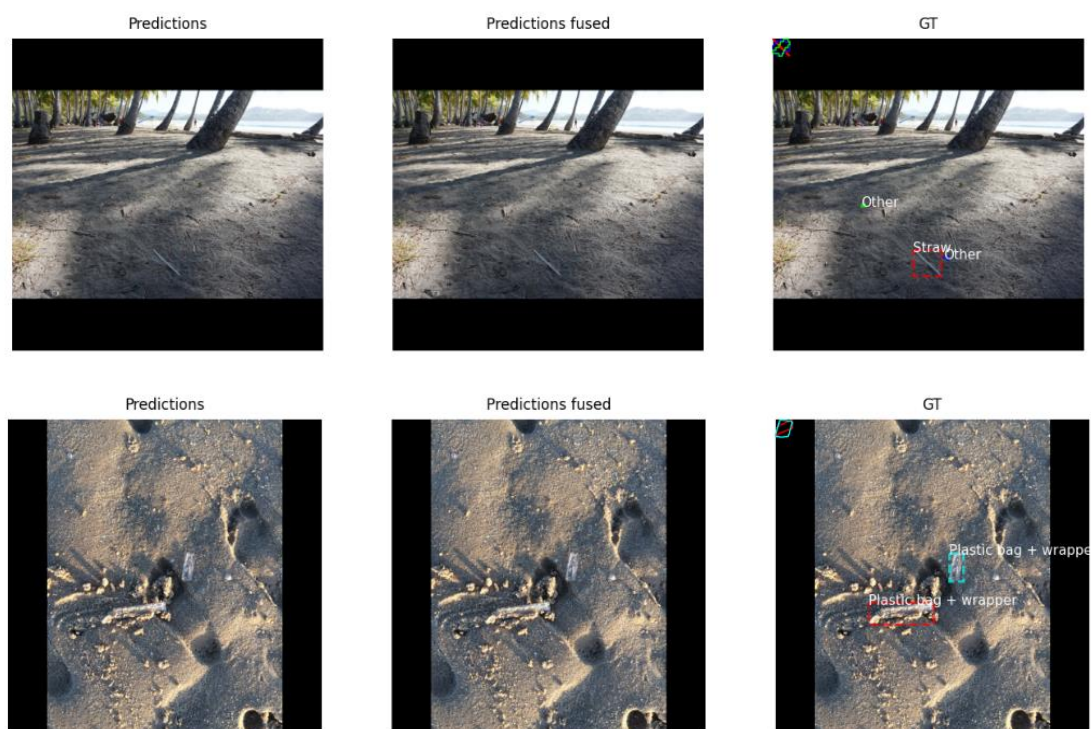 Predictions
Predictions fused
GT
Other
Straw
Other
Predictions
Predictions fused
GT
Plastic bag + wrappe
Plastic bag + wrapper